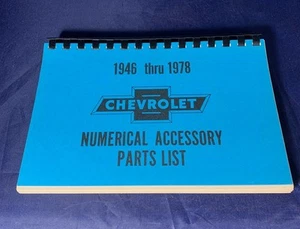 1946 thru 1978
CHEVROLET
NUMERICAL ACCESSORY
PARTS LIST